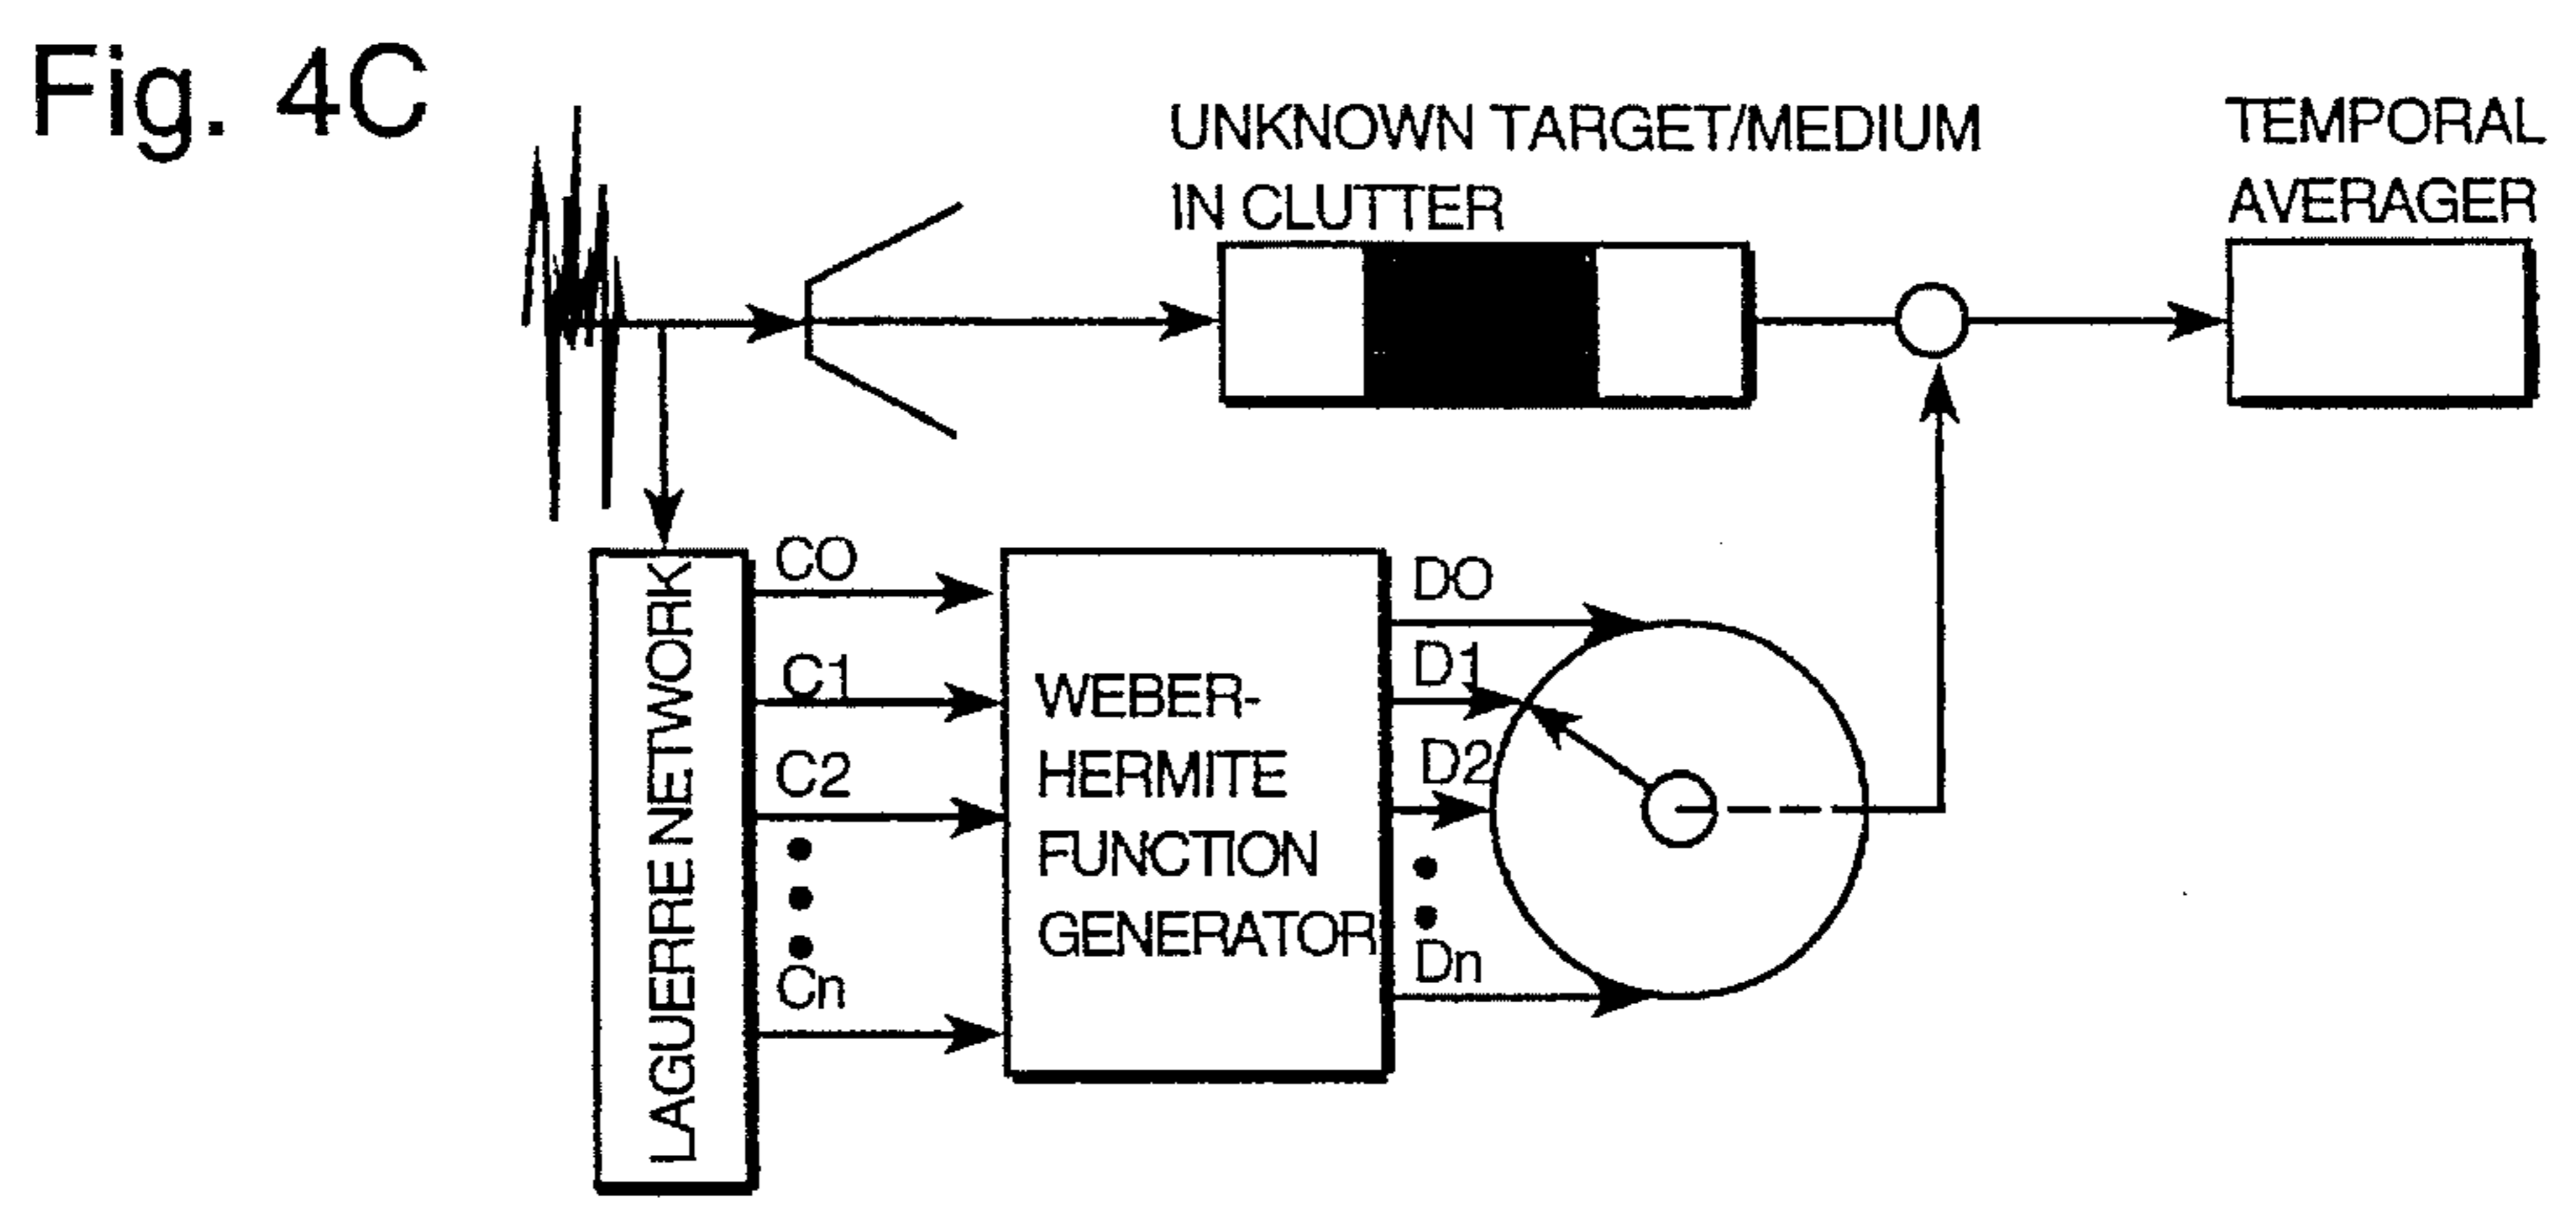 Fig. 4C
UNKNOWN TARGET/MEDIUM
IN CLUTTER
TEMPORAL
AVERAGER
LAGUERRE NETWORK
CO
C1
C2
Cn
WEBER-
HERMITE
FUNCTION
GENERATOR
DO
D1
D2
Dn